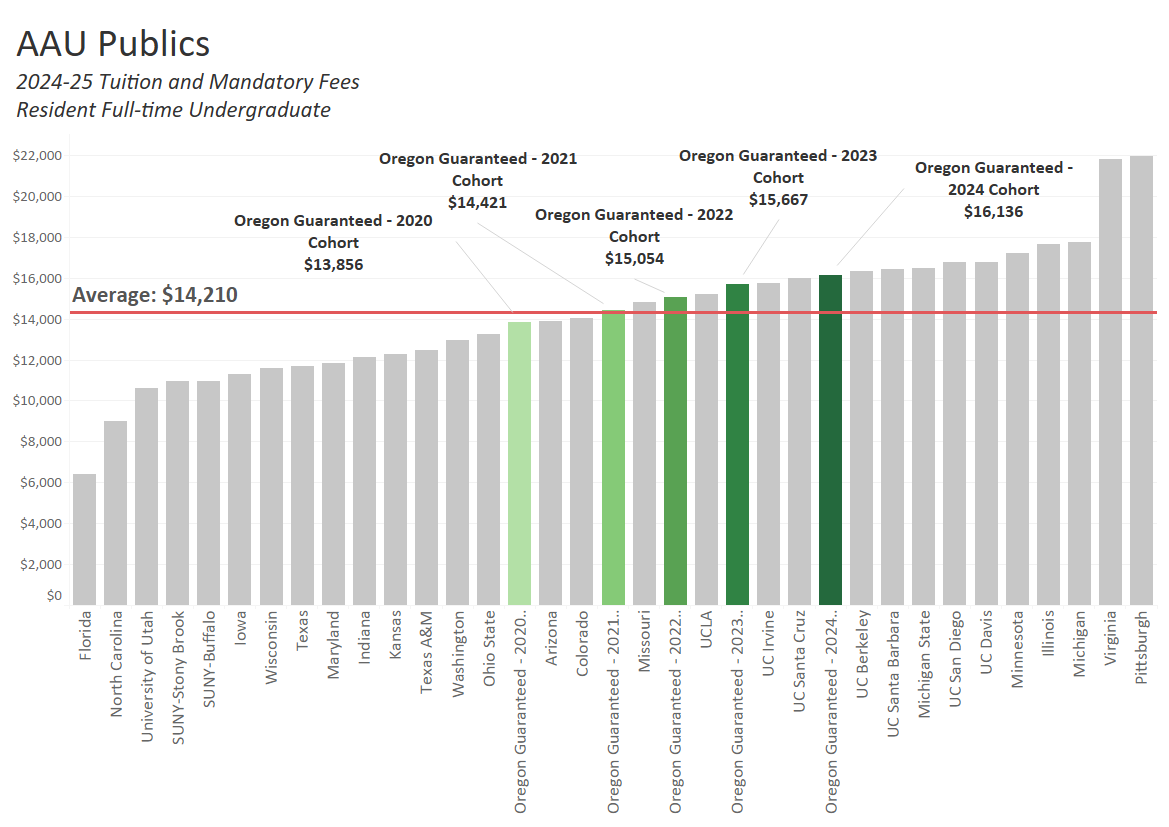 AAU Publics
2024-25 Tuition and Mandatory Fees
Resident Full-time Undergraduate
$22,000
$20,000
$18,000
$16,000
$14,000
$12,000
$10,000
$8,000
$6,000
$4,000
$2,000
$0
Oregon Guaranteed - 2020
Cohort
$13,856
Oregon Guaranteed - 2021
Cohort
$14,421
Oregon Guaranteed - 2022
Cohort
$15,054
Oregon Guaranteed - 2023
Cohort
$15,667
Oregon Guaranteed -
2024 Cohort
$16,136
Average: $14,210
Florida
North Carolina
University of Utah
SUNY-Stony Brook
SUNY-Buffalo
Iowa
Wisconsin
Texas
Maryland
Indiana
Kansas
Texas A&M
Washington
Ohio State
Oregon Guaranteed - 2020..
Arizona
Colorado
Oregon Guaranteed - 2021..
Missouri
Oregon Guaranteed - 2022..
UCLA
Oregon Guaranteed - 2023..
UC Irvine
UC Santa Cruz
Oregon Guaranteed - 2024..
UC Berkeley
UC Santa Barbara
Michigan State
UC San Diego
UC Davis
Minnesota
Illinois
Michigan
Virginia
Pittsburgh